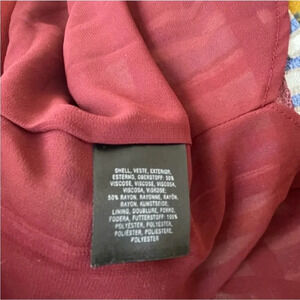 SHELL, VESTE, EXTERIOR,
ESTERNO, OBERSTOFF: 50%
VISCOSE, VISCOSE, VISCOSA,
VISCOSA, VISKOSE;
50% RAYON, RAYONNE, RAYÓN,
RAYON, KUNSTSEIDE.
LINING, DOUBLURE, FORRO,
FODERA, FUTTERSTOFF: 100%
POLYESTER, POLYESTER,
POLIÉSTER, POLIESTERE,
POLYESTER